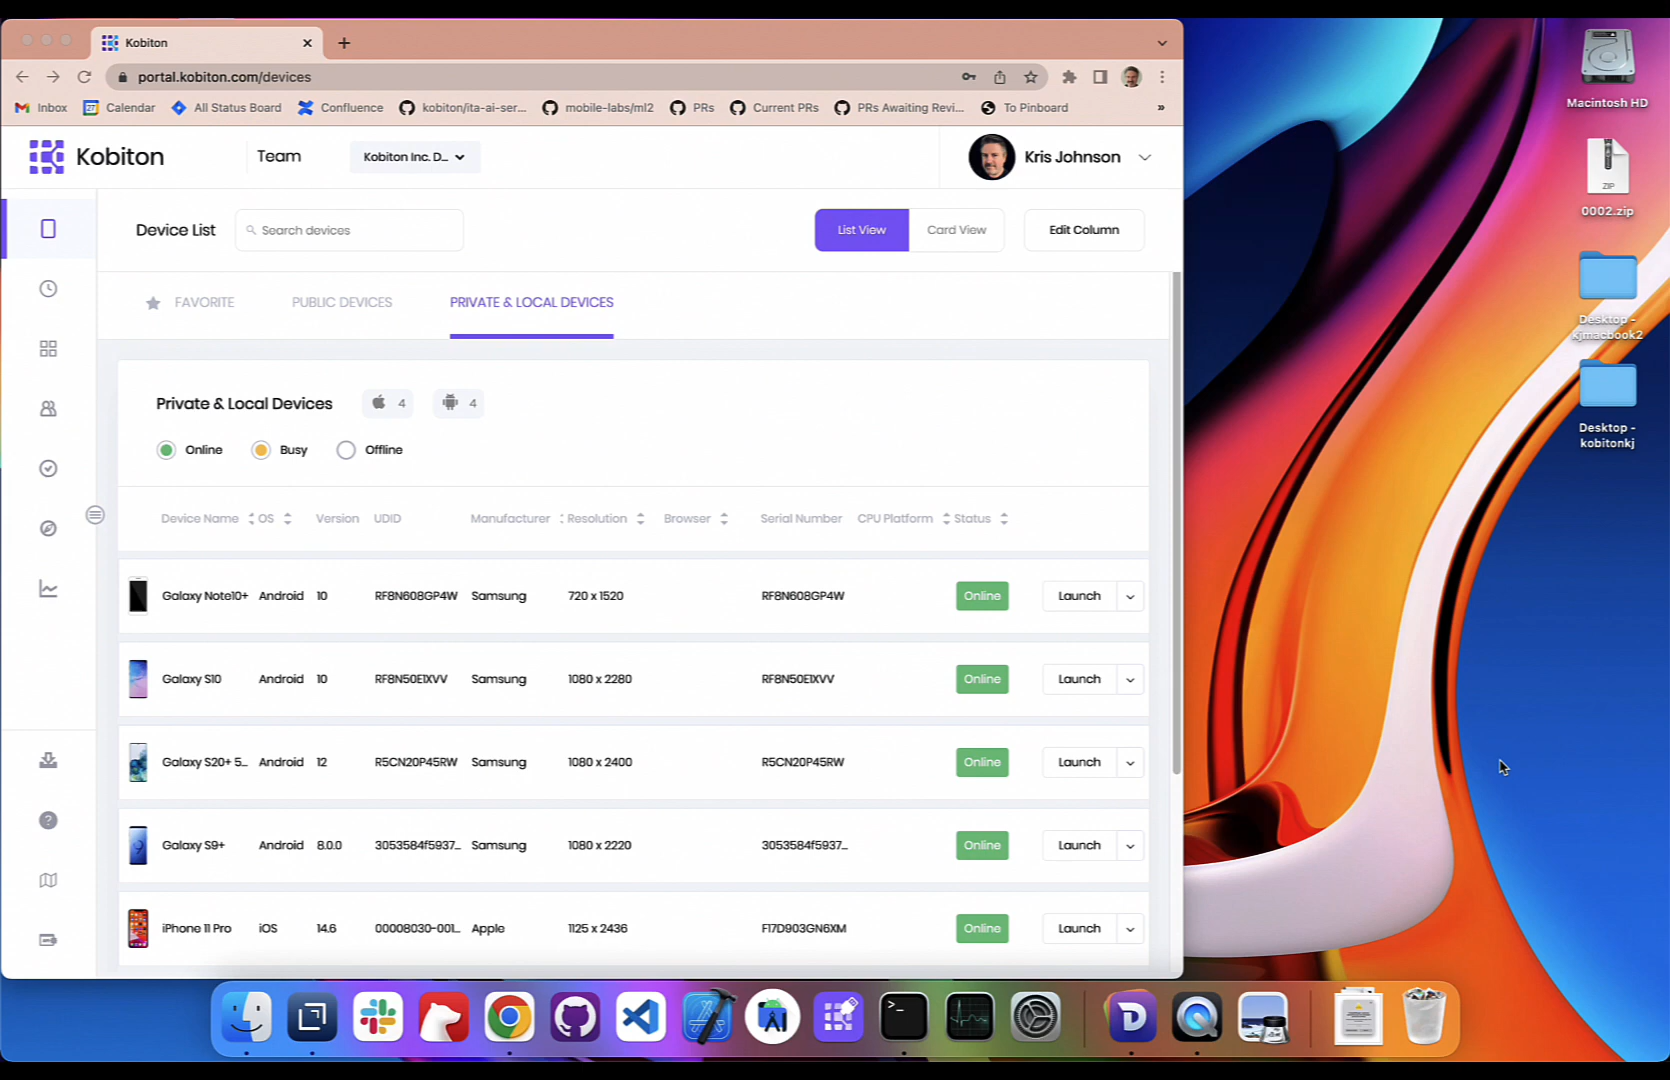 Kobiton
portal.kobiton.com/devices
Inbox
27
Calendar
All Status Board
Confluence
kobiton/ita-ai-ser...
mobile-labs/ml2
PRs
Current PRs
PRs Awaiting Revi...
To Pinboard
»
Kobiton
Team
Kobiton Inc. D...
Kris Johnson
Device List
Search devices
List View
Card View
Edit Column
FAVORITE
PUBLIC DEVICES
PRIVATE & LOCAL DEVICES
Private & Local Devices
4
4
Online
Busy
Offline
Device Name
OS
Version
UDID
Manufacturer
Resolution
Browser
Serial Number
CPU Platform
Status
Galaxy Note10+ Android 10 RF8N608GP4W Samsung 720 x 1520 RF8N608GP4W Online Launch
Galaxy S10 Android 10 RF8N50E1XVV Samsung 1080 x 2280 RF8N50E1XVV Online Launch
Galaxy S20+ 5... Android 12 R5CN20P45RW Samsung 1080 x 2400 R5CN20P45RW Online Launch
Galaxy S9+ Android 8.0.0 3053584f5937... Samsung 1080 x 2220 3053584f5937... Online Launch
iPhone 11 Pro iOS 14.6 00008030-001... Apple 1125 x 2436 F17D903GN6XM Online Launch
Macintosh HD
ZIP
0002.zip
Desktop -
kjmacbook2
Desktop -
kobitonkj